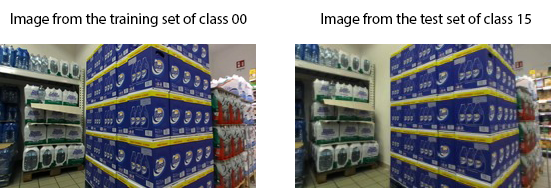 Image from the training set of class 00
Image from the test set of class 15